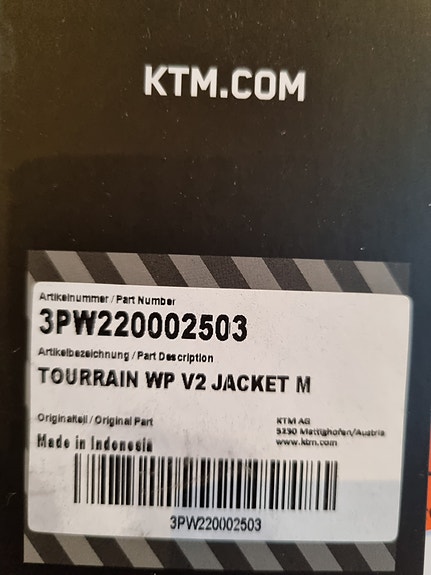 KTM.COM
Artikelnummer / Part Number
3PW220002503
Artikelbezeichnung / Part Description
TOURRAIN WP V2 JACKET M
Originalteil / Original Part
Made in Indonesia
KTM AG
5230 Mattighofen/Austria
www.ktm.com
3PW220002503